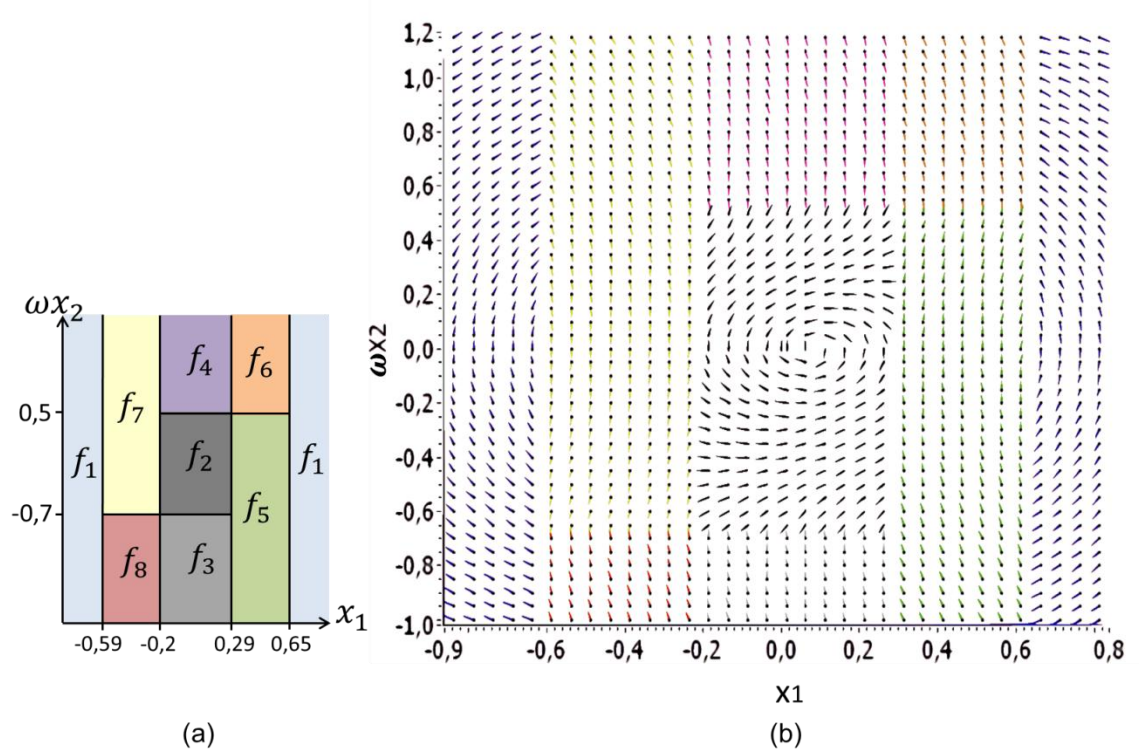 ωx₂
0,5
-0,7
f₁
f₇
f₄
f₆
f₂
f₁
f₅
f₈
f₃
x₁
-0,59 -0,2 0,29 0,65
(a)
1,2
1,0
0,8
0,6
0,4
0,2
0,0
-0,2
-0,4
-0,6
-0,8
-1,0
ωX2
-0,9 -0,6 -0,4 -0,2 0,0 0,2 0,4 0,6 0,8
X1
(b)